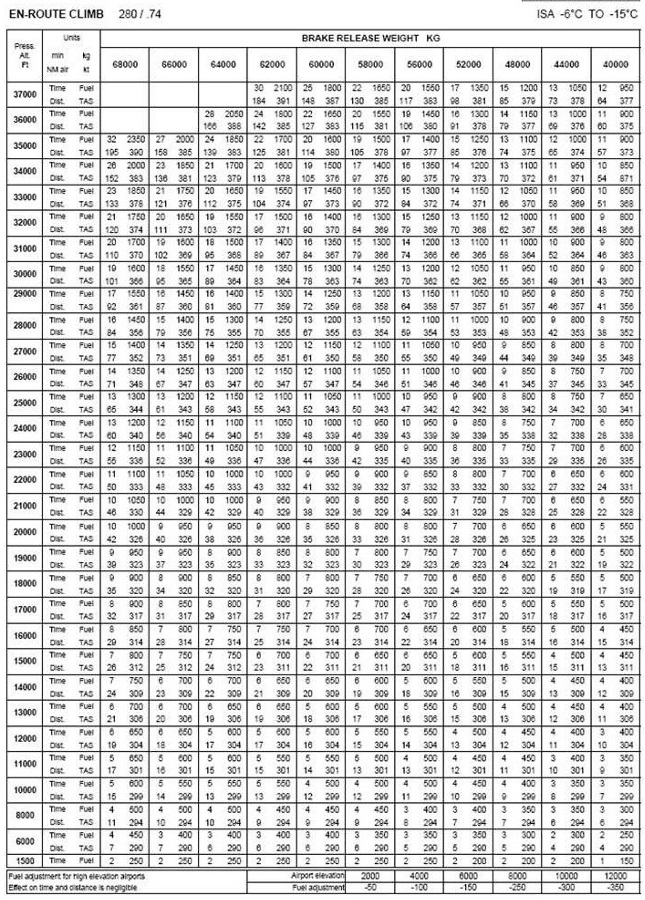 EN-ROUTE CLIMB 280 / .74 ISA -6°C TO -15°C
Press. Alt. Ft Units min kg NM air kt BRAKE RELEASE WEIGHT KG
68000 66000 64000 62000 60000 58000 56000 52000 48000 44000 40000
37000 Time Fuel 30 2100 25 1800 22 1650 20 1550 17 1350 15 1200 13 1050 12 950
Dist. TAS 184 391 148 387 130 385 117 383 98 381 85 379 73 378 64 377
36000 Time Fuel 28 2050 24 1800 22 1650 20 1550 19 1450 16 1300 14 1150 13 1000 11 900
Dist. TAS 166 388 142 385 127 383 115 381 106 380 91 378 79 377 69 376 60 375
35000 Time Fuel 32 2350 27 2000 24 1850 22 1700 20 1600 19 1500 17 1400 15 1250 13 1100 12 1000 11 900
Dist. TAS 195 390 158 385 139 383 125 381 114 380 105 378 97 377 85 376 74 375 65 374 57 373
34000 Time Fuel 26 2000 23 1850 21 1700 20 1600 19 1500 17 1400 16 1350 14 1200 13 1100 11 950 10 850
Dist. TAS 152 383 136 381 123 379 113 378 105 376 97 375 90 375 79 373 70 372 61 371 54 871
33000 Time Fuel 23 1850 21 1750 20 1650 19 1550 17 1450 16 1350 15 1300 14 1150 12 1050 11 950 10 850
Dist. TAS 133 378 121 376 112 375 104 374 97 373 90 372 84 372 74 371 66 370 58 369 51 368
32000 Time Fuel 21 1750 20 1650 19 1550 17 1500 16 1400 16 1300 15 1250 13 1150 12 1000 11 900 9 800
Dist. TAS 120 374 111 373 103 372 96 371 90 370 84 369 79 369 70 368 62 367 55 366 48 366
31000 Time Fuel 20 1700 19 1600 18 1500 17 1400 16 1350 15 1300 14 1200 13 1100 11 1000 10 900 9 800
Dist. TAS 110 370 102 369 95 368 89 367 84 367 79 366 74 366 66 365 58 364 52 364 46 363
30000 Time Fuel 19 1600 18 1550 17 1450 16 1350 15 1300 14 1250 13 1200 12 1050 11 950 10 850 9 800
Dist. TAS 101 366 95 365 89 364 83 364 78 363 74 363 70 362 62 362 55 361 49 361 43 360
29000 Time Fuel 17 1550 16 1450 16 1400 15 1300 14 1250 13 1200 13 1150 11 1050 10 950 9 850 8 750
Dist. TAS 92 361 87 360 81 360 77 359 72 359 68 358 64 358 57 357 51 357 46 357 41 356
28000 Time Fuel 16 1450 15 1400 15 1300 14 1250 13 1200 13 1150 12 1100 11 1000 10 900 9 800 8 750
Dist. TAS 84 356 79 356 75 355 70 355 67 355 63 354 59 354 53 353 48 353 42 353 38 352
27000 Time Fuel 15 1400 14 1350 14 1250 13 1200 12 1150 12 1100 11 1050 10 950 9 850 8 800 8 700
Dist. TAS 77 352 73 351 69 351 65 351 61 350 58 350 55 350 49 349 44 349 39 349 35 348
26000 Time Fuel 14 1350 14 1250 13 1200 12 1150 12 1100 11 1050 11 1000 10 900 9 850 8 750 7 700
Dist. TAS 71 348 67 347 63 347 60 347 57 347 54 346 51 346 46 346 41 345 37 345 33 345
25000 Time Fuel 13 1300 13 1200 12 1150 12 1100 11 1050 11 1000 10 950 9 900 8 800 8 750 7 650
Dist. TAS 65 344 61 343 58 343 55 343 52 343 50 343 47 342 42 342 38 342 34 342 30 341
24000 Time Fuel 13 1200 12 1150 11 1100 11 1050 10 1000 10 950 10 950 9 850 8 750 7 700 6 650
Dist. TAS 60 340 56 340 54 340 51 339 48 339 46 339 43 339 39 339 35 338 32 338 28 338
23000 Time Fuel 12 1150 11 1100 11 1050 10 1000 10 1000 9 950 9 900 8 800 8 750 7 700 6 600
Dist. TAS 55 336 52 336 49 336 47 336 44 336 42 335 40 335 36 335 33 335 29 335 26 335
22000 Time Fuel 11 1100 11 1050 10 1000 10 1000 9 950 9 900 9 850 8 800 7 700 6 650 6 600
Dist. TAS 50 333 48 333 45 333 43 332 41 332 39 332 37 332 33 332 30 332 27 332 24 331
21000 Time Fuel 10 1050 10 1000 10 1000 9 950 9 900 8 850 8 800 7 750 7 700 6 650 6 550
Dist. TAS 46 330 44 329 42 329 40 329 38 329 36 329 34 329 31 329 28 328 25 328 22 328
20000 Time Fuel 10 1000 9 950 9 950 9 900 8 850 8 800 8 800 7 700 6 650 6 600 5 550
Dist. TAS 42 326 40 326 38 326 36 326 35 326 33 326 31 326 28 326 26 325 23 325 21 325
19000 Time Fuel 9 950 9 950 8 900 8 850 8 800 7 800 7 750 7 700 6 650 6 600 5 500
Dist. TAS 39 323 37 323 35 323 33 323 32 323 30 323 29 323 26 323 24 322 21 322 19 322
18000 Time Fuel 9 900 8 900 8 850 8 800 7 800 7 750 7 700 6 650 6 600 5 550 5 500
Dist. TAS 35 320 34 320 32 320 31 320 29 320 28 320 26 320 24 320 22 320 19 319 17 319
17000 Time Fuel 8 900 8 850 8 800 7 800 7 750 7 700 6 700 6 650 5 600 5 550 5 500
Dist. TAS 32 317 31 317 29 317 28 317 27 317 25 317 24 317 22 317 20 317 18 317 16 317
16000 Time Fuel 8 850 7 800 7 750 7 750 7 700 6 700 6 650 6 600 5 550 5 500 4 450
Dist. TAS 29 314 28 314 27 314 25 314 24 314 23 314 22 314 20 314 18 314 16 314 15 314
15000 Time Fuel 7 800 7 750 7 750 6 700 6 700 6 650 6 650 5 600 5 550 4 500 4 450
Dist. TAS 26 312 25 312 24 312 23 311 22 311 21 311 20 311 18 311 16 311 15 311 13 311
14000 Time Fuel 7 750 6 700 6 700 6 650 6 650 6 600 5 600 5 550 5 500 4 450 4 400
Dist. TAS 24 309 23 309 22 309 21 309 20 309 19 309 18 309 16 309 15 309 13 309 12 309
13000 Time Fuel 6 700 6 700 6 650 6 650 5 600 5 600 5 550 5 500 4 450 4 450 4 400
Dist. TAS 21 306 20 306 19 306 19 306 18 306 17 306 16 306 15 306 13 306 12 306 11 306
12000 Time Fuel 6 650 6 650 5 600 5 600 5 550 5 550 5 500 4 500 4 450 4 400 3 400
Dist. TAS 19 304 18 304 17 304 17 304 16 304 15 304 14 304 13 304 12 304 11 304 10 304
11000 Time Fuel 5 650 5 600 5 600 5 550 5 550 5 500 4 500 4 450 4 400 3 400 3 350
Dist. TAS 17 301 16 301 15 301 15 301 14 301 13 301 13 301 12 301 11 301 10 301 9 301
10000 Time Fuel 5 600 5 550 5 550 5 500 4 500 4 500 4 450 4 450 4 400 3 350 3 350
Dist. TAS 15 299 14 299 13 299 13 299 12 299 12 299 11 299 10 299 9 299 8 299 7 299
8000 Time Fuel 4 500 4 500 4 500 4 450 4 450 4 450 3 400 3 400 3 350 3 350 3 300
Dist. TAS 11 294 10 294 10 294 9 294 9 294 9 294 8 294 7 294 7 294 6 294 6 294
6000 Time Fuel 4 450 3 400 3 400 3 400 3 400 3 350 3 350 3 350 3 300 2 300 2 250
Dist. TAS 7 290 7 290 6 290 6 290 6 290 6 290 5 290 5 290 5 290 4 290 4 290
1500 Time Fuel 2 250 2 250 2 250 2 250 2 250 2 250 2 250 2 200 2 200 2 200 1 150
Fuel adjustment for high elevation airports Airport elevation 2000 4000 6000 8000 10000 12000
Effect on time and distance is negligible Fuel adjustment -50 -100 -150 -250 -300 -350